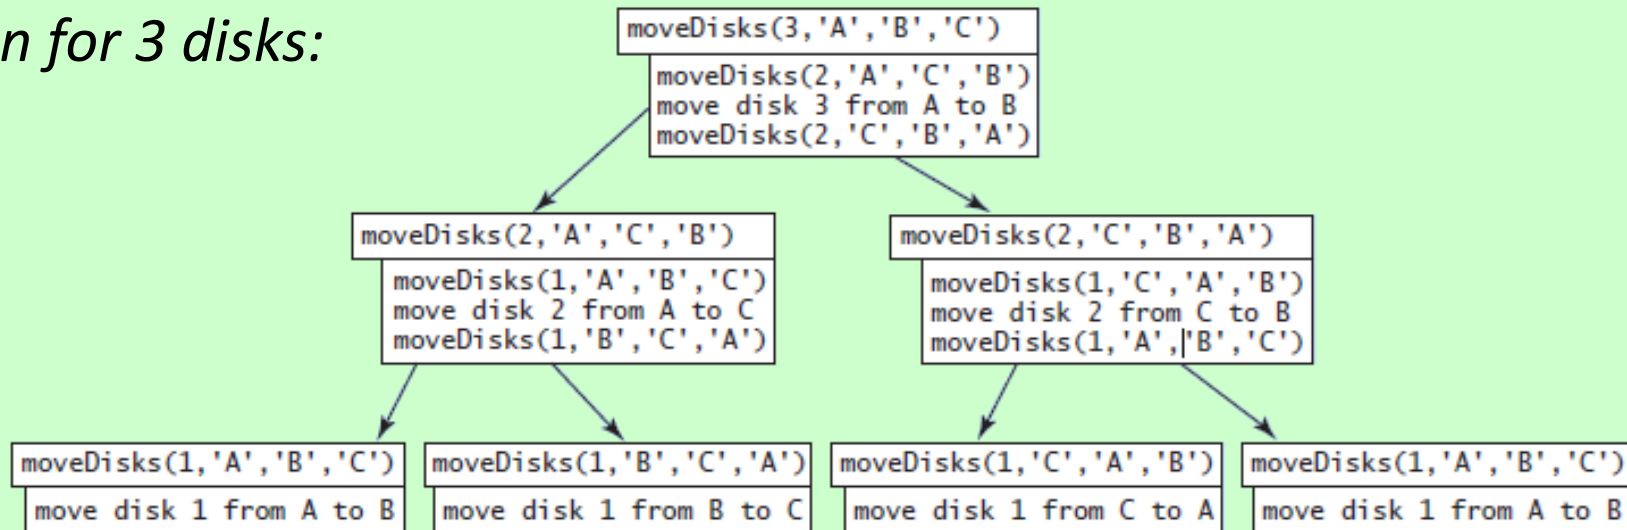 n for 3 disks:
moveDisks(3,'A','B','C')
moveDisks(2,'A','C','B')
move disk 3 from A to B
moveDisks(2,'C','B','A')
moveDisks(2,'A','C','B')
moveDisks(1,'A','B','C')
move disk 2 from A to C
moveDisks(1,'B','C','A')
moveDisks(2,'C','B','A')
moveDisks(1,'C','A','B')
move disk 2 from C to B
moveDisks(1,'A','B','C')
moveDisks(1,'A','B','C')
move disk 1 from A to B
moveDisks(1,'B','C','A')
move disk 1 from B to C
moveDisks(1,'C','A','B')
move disk 1 from C to A
moveDisks(1,'A','B','C')
move disk 1 from A to B